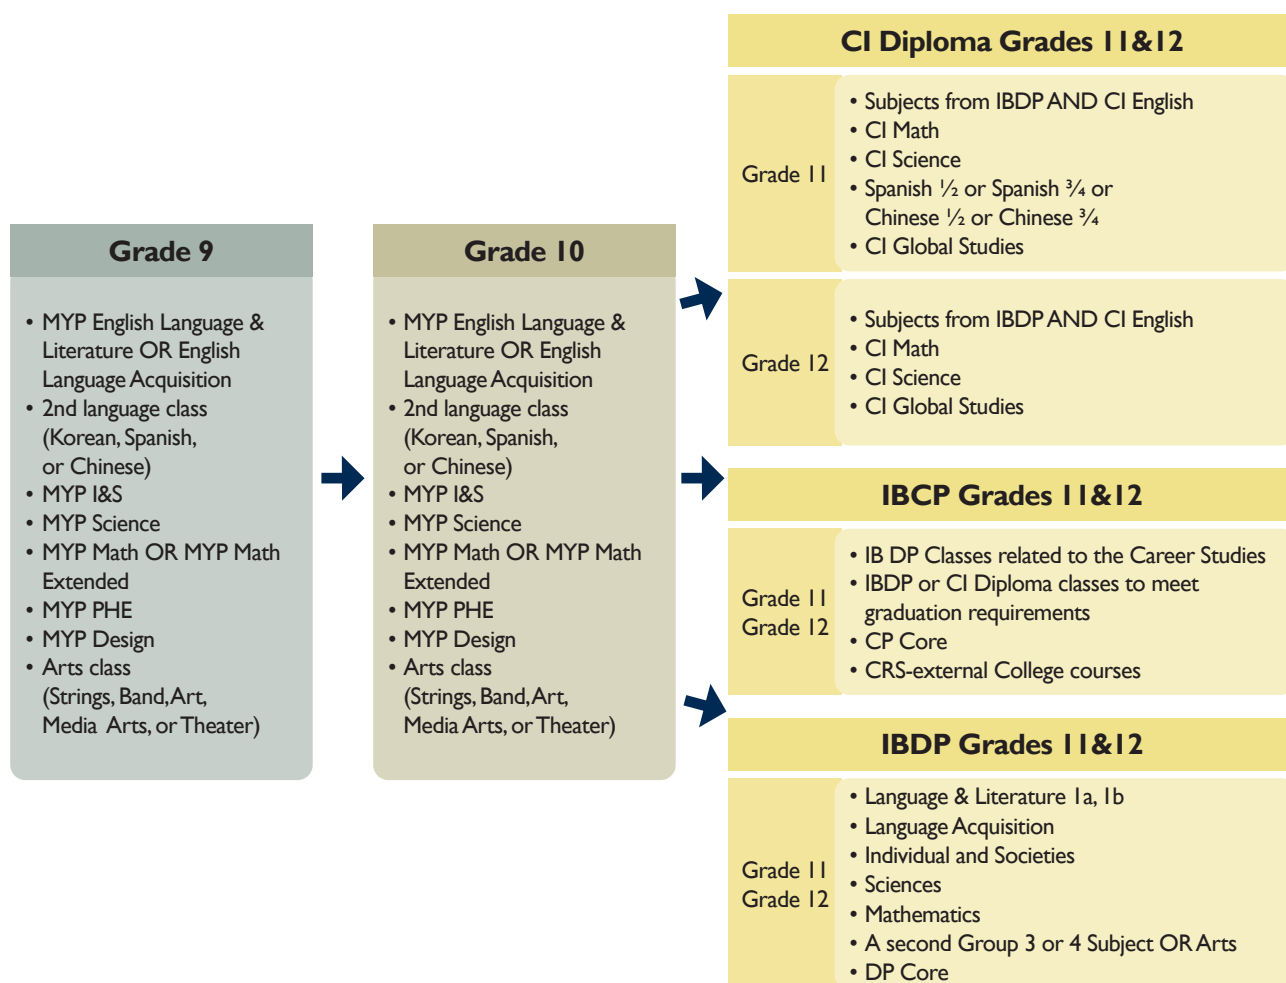 Grade 9
• MYP English Language &
Literature OR English
Language Acquisition
• 2nd language class
(Korean, Spanish,
or Chinese)
• MYP I&S
• MYP Science
• MYP Math OR MYP Math
Extended
• MYP PHE
• MYP Design
• Arts class
(Strings, Band, Art,
Media Arts, or Theater)
Grade 10
• MYP English Language &
Literature OR English
Language Acquisition
• 2nd language class
(Korean, Spanish,
or Chinese)
• MYP I&S
• MYP Science
• MYP Math OR MYP Math
Extended
• MYP PHE
• MYP Design
• Arts class
(Strings, Band, Art,
Media Arts, or Theater)
CI Diploma Grades 11&12
Grade 11
• Subjects from IBDP AND CI English
• CI Math
• CI Science
• Spanish ½ or Spanish ¾ or
Chinese ½ or Chinese ¾
• CI Global Studies
Grade 12
• Subjects from IBDP AND CI English
• CI Math
• CI Science
• CI Global Studies
IBCP Grades 11&12
Grade 11
Grade 12
• IB DP Classes related to the Career Studies
• IBDP or CI Diploma classes to meet
graduation requirements
• CP Core
• CRS-external College courses
IBDP Grades 11&12
Grade 11
Grade 12
• Language & Literature 1a, 1b
• Language Acquisition
• Individual and Societies
• Sciences
• Mathematics
• A second Group 3 or 4 Subject OR Arts
• DP Core